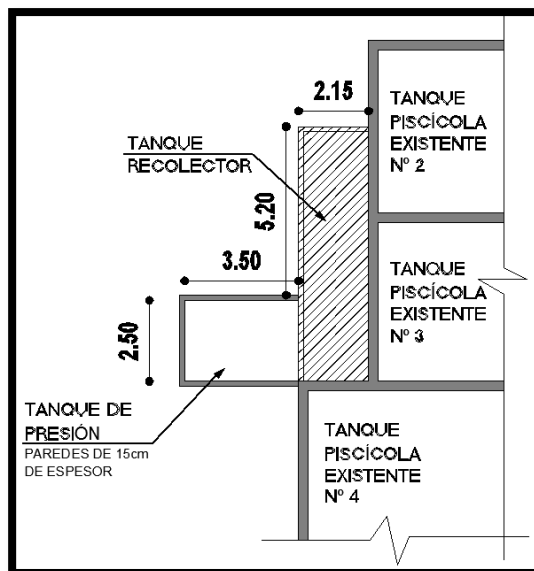 2.15
TANQUE
PISCÍCOLA
EXISTENTE
Nº 2
TANQUE
RECOLECTOR
5.20
3.50
TANQUE
PISCÍCOLA
EXISTENTE
Nº 3
2.50
TANQUE DE
PRESIÓN
PAREDES DE 15cm
DE ESPESOR
TANQUE
PISCÍCOLA
EXISTENTE
Nº 4